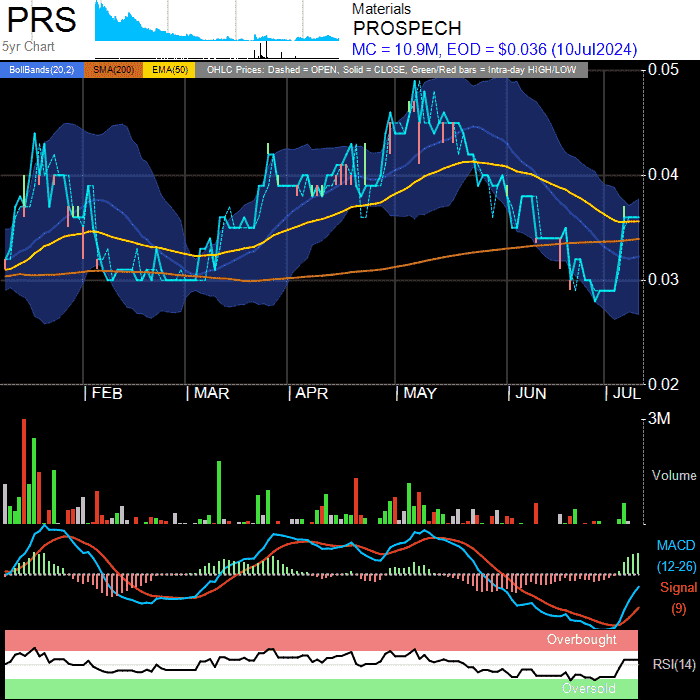 PRS
5yr Chart
Materials
PROSPECH
MC = 10.9M, EOD = $0.036 (10Jul2024)
BollBands(20,2) SMA(200) EMA(50) OHLC Prices: Dashed = OPEN, Solid = CLOSE, Green/Red bars = Intra-day HIGH/LOW
0.05
0.04
0.03
0.02
FEB MAR APR MAY JUN JUL
3M
Volume
MACD
(12-26)
Signal
(9)
Overbought
RSI(14)
Oversold